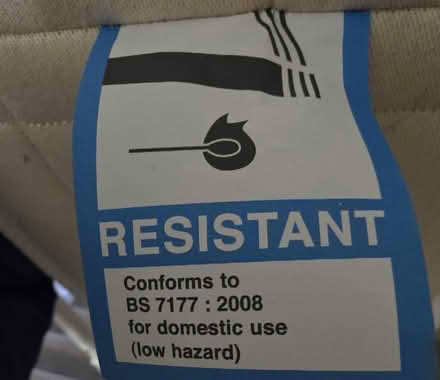 RESISTANT
Conforms to
BS 7177 : 2008
for domestic use
(low hazard)